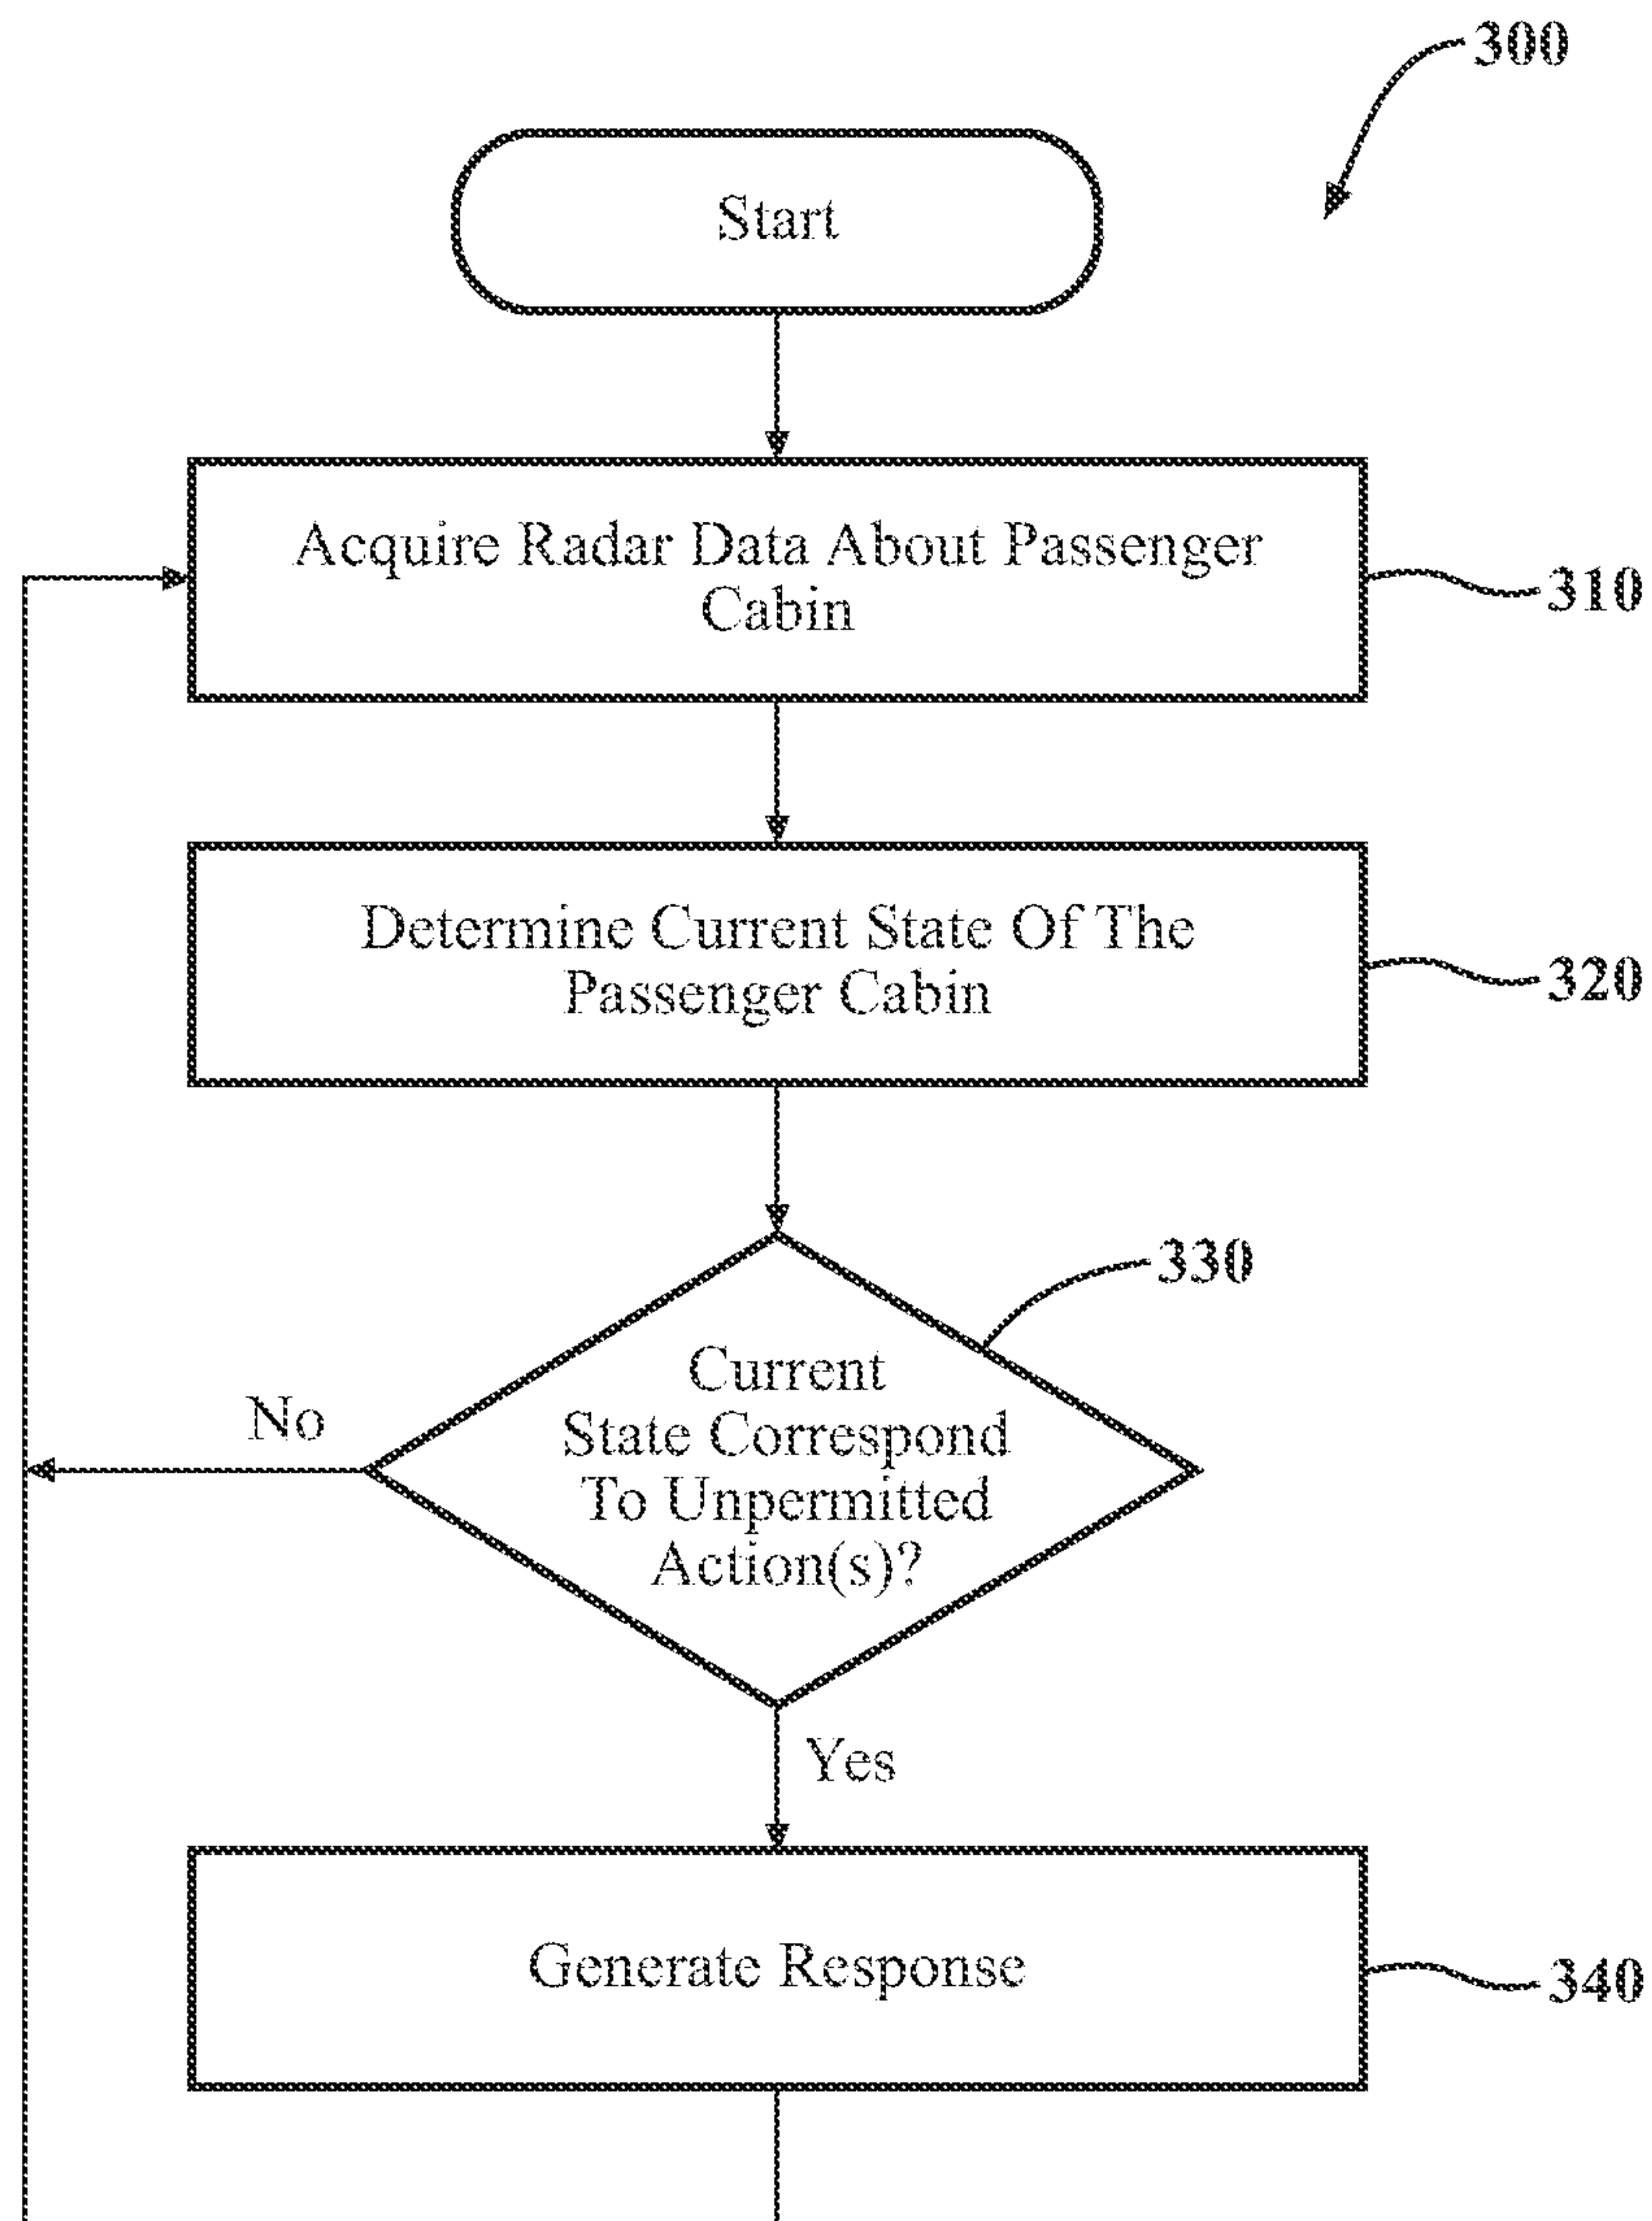 300
Start
Acquire Radar Data About Passenger
Cabin
310
Determine Current State Of The
Passenger Cabin
320
330
Current
State Correspond
To Unpermitted
Action(s)?
No
Yes
Generate Response
340